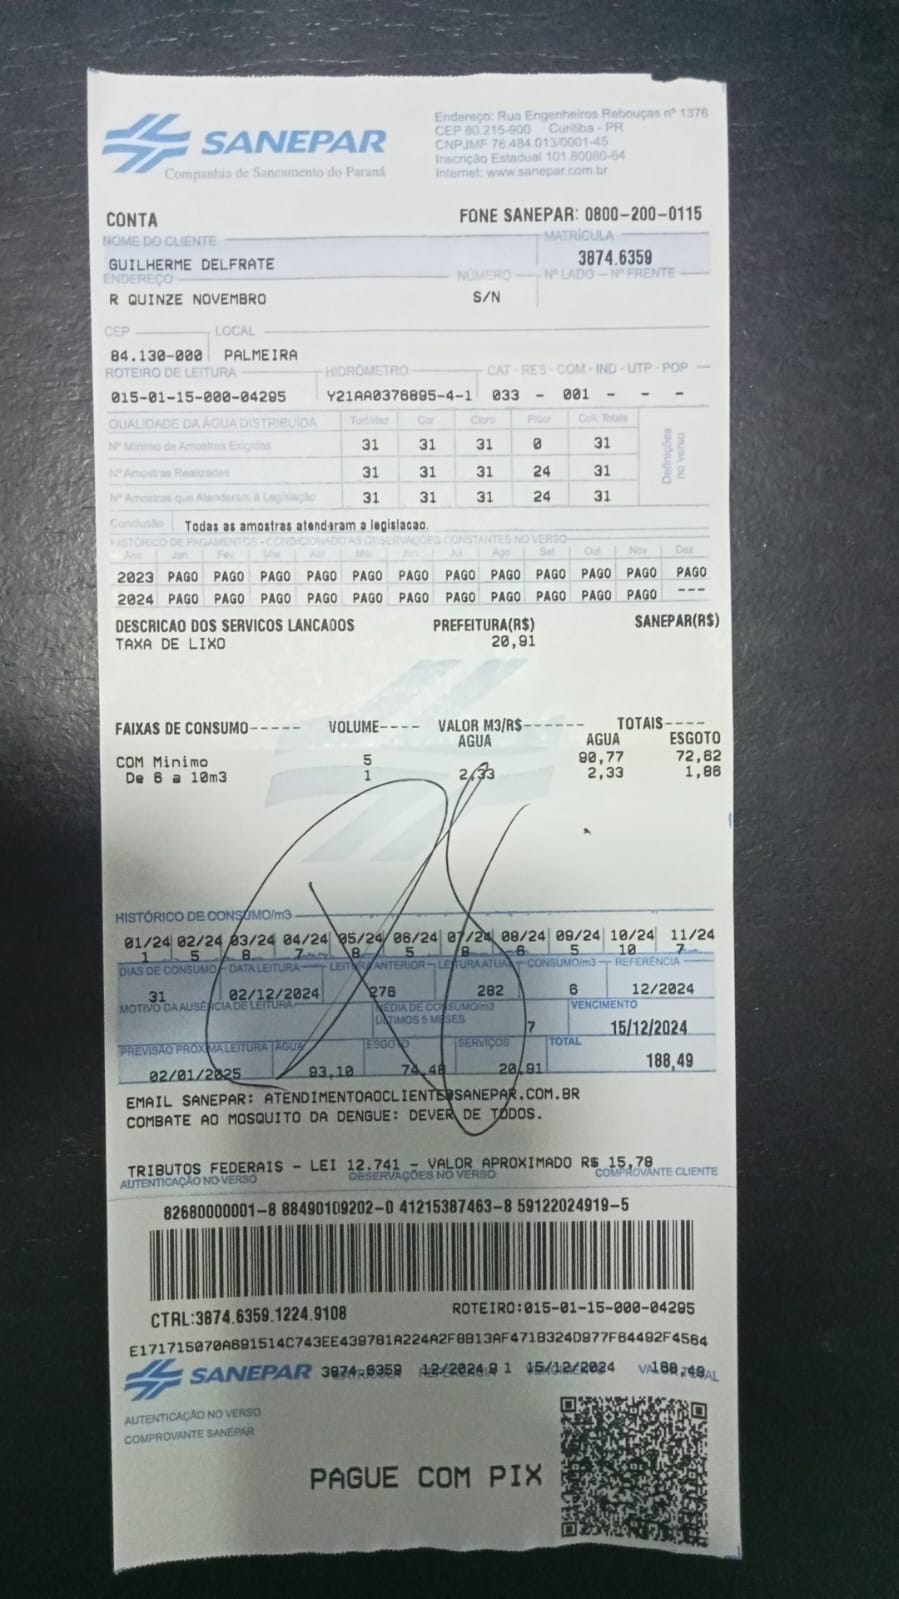 SANEPAR
Companhia de Saneamento do Paraná
Endereço: Rua Engenheiros Rebouças nº 1376
CEP 80.215-900 Curitiba - PR
CNPJMF 76.484.013/0001-45
Inscrição Estadual 101.80080-64
Internet: www.sanepar.com.br
CONTA FONE SANEPAR: 0800-200-0115
NOME DO CLIENTE MATRÍCULA
GUILHERME DELFRATE 3874.6359
ENDEREÇO NÚMERO Nº LADO - Nº FRENTE
R QUINZE NOVEMBRO S/N
CEP LOCAL
84.130-000 PALMEIRA
ROTEIRO DE LEITURA HIDRÔMETRO CAT - RES - COM - IND - UTP - POP
015-01-15-000-04295 Y21AA0376895-4-1 033 - 001 - - -
QUALIDADE DA ÁGUA DISTRIBUÍDA Turbidez Cor Cloro Flúor Coli. Totais
Nº Mínimo de Amostras Exigidas 31 31 31 0 31
Nº Amostras Realizadas 31 31 31 24 31
Nº Amostras que Atenderam à Legislação 31 31 31 24 31
Definições no verso
Conclusão Todas as amostras atenderam a legislacao.
HISTÓRICO DE PAGAMENTOS - CONDICIONADO AS OBSERVAÇÕES CONSTANTES NO VERSO
Ano Jan Fev Mar Abr Mai Jun Jul Ago Set Out Nov Dez
2023 PAGO PAGO PAGO PAGO PAGO PAGO PAGO PAGO PAGO PAGO PAGO PAGO
2024 PAGO PAGO PAGO PAGO PAGO PAGO PAGO PAGO PAGO PAGO PAGO ---
DESCRICAO DOS SERVICOS LANCADOS PREFEITURA(R$) SANEPAR(R$)
TAXA DE LIXO 20,91
FAIXAS DE CONSUMO----- VOLUME---- VALOR M3/R$------ TOTAIS----
AGUA AGUA ESGOTO
COM Minimo 5 90,77 72,62
De 6 a 10m3 1 2,33 2,33 1,86
HISTÓRICO DE CONSUMO/m3
01/24 02/24 03/24 04/24 05/24 06/24 07/24 08/24 09/24 10/24 11/24
1 5 8 7 8 5 8 6 5 10 7
DIAS DE CONSUMO DATA LEITURA LEITURA ANTERIOR LEITURA ATUAL CONSUMO/m3 REFERÊNCIA
31 02/12/2024 276 282 6 12/2024
MOTIVO DA AUSÊNCIA DE LEITURA MÉDIA DE CONSUMO/m3 ÚLTIMOS 5 MESES VENCIMENTO
7 15/12/2024
PREVISÃO PRÓXIMA LEITURA ÁGUA ESGOTO SERVIÇOS TOTAL
02/01/2025 93,10 74,48 20,91 188,49
EMAIL SANEPAR: ATENDIMENTOAOCLIENTE@SANEPAR.COM.BR
COMBATE AO MOSQUITO DA DENGUE: DEVER DE TODOS.
TRIBUTOS FEDERAIS - LEI 12.741 - VALOR APROXIMADO R$ 15,78
AUTENTICAÇÃO NO VERSO OBSERVAÇÕES NO VERSO COMPROVANTE CLIENTE
82680000001-8 88490109202-0 41215387463-8 59122024919-5
CTRL:3874.6359.1224.9108 ROTEIRO:015-01-15-000-04295
E171715070A691514C743EE439781A224A2F8B13AF471B324D977F64492F4564
SANEPAR 3874.6359 12/2024 9 1 15/12/2024 188,49
AUTENTICAÇÃO NO VERSO
COMPROVANTE SANEPAR
PAGUE COM PIX